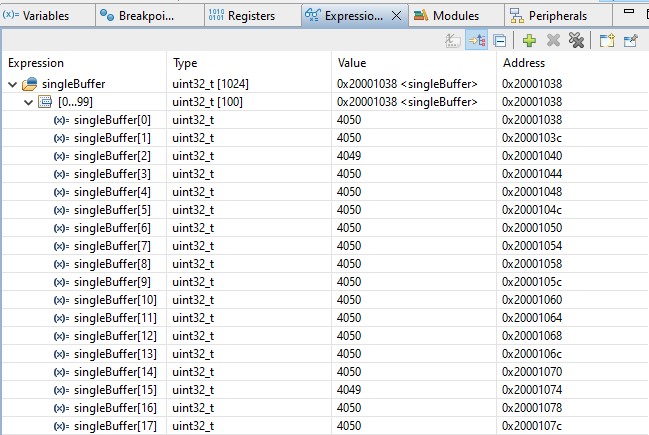 (x)= Variables Breakpoi... 1010 0101 Registers Expressio... Modules Peripherals
Expression Type Value Address
singleBuffer uint32_t [1024] 0x20001038 <singleBuffer> 0x20001038
[0...99] uint32_t [100] 0x20001038 <singleBuffer> 0x20001038
(x)= singleBuffer[0] uint32_t 4050 0x20001038
(x)= singleBuffer[1] uint32_t 4050 0x2000103c
(x)= singleBuffer[2] uint32_t 4049 0x20001040
(x)= singleBuffer[3] uint32_t 4050 0x20001044
(x)= singleBuffer[4] uint32_t 4050 0x20001048
(x)= singleBuffer[5] uint32_t 4050 0x2000104c
(x)= singleBuffer[6] uint32_t 4050 0x20001050
(x)= singleBuffer[7] uint32_t 4050 0x20001054
(x)= singleBuffer[8] uint32_t 4050 0x20001058
(x)= singleBuffer[9] uint32_t 4050 0x2000105c
(x)= singleBuffer[10] uint32_t 4050 0x20001060
(x)= singleBuffer[11] uint32_t 4050 0x20001064
(x)= singleBuffer[12] uint32_t 4050 0x20001068
(x)= singleBuffer[13] uint32_t 4050 0x2000106c
(x)= singleBuffer[14] uint32_t 4050 0x20001070
(x)= singleBuffer[15] uint32_t 4049 0x20001074
(x)= singleBuffer[16] uint32_t 4050 0x20001078
(x)= singleBuffer[17] uint32_t 4050 0x2000107c